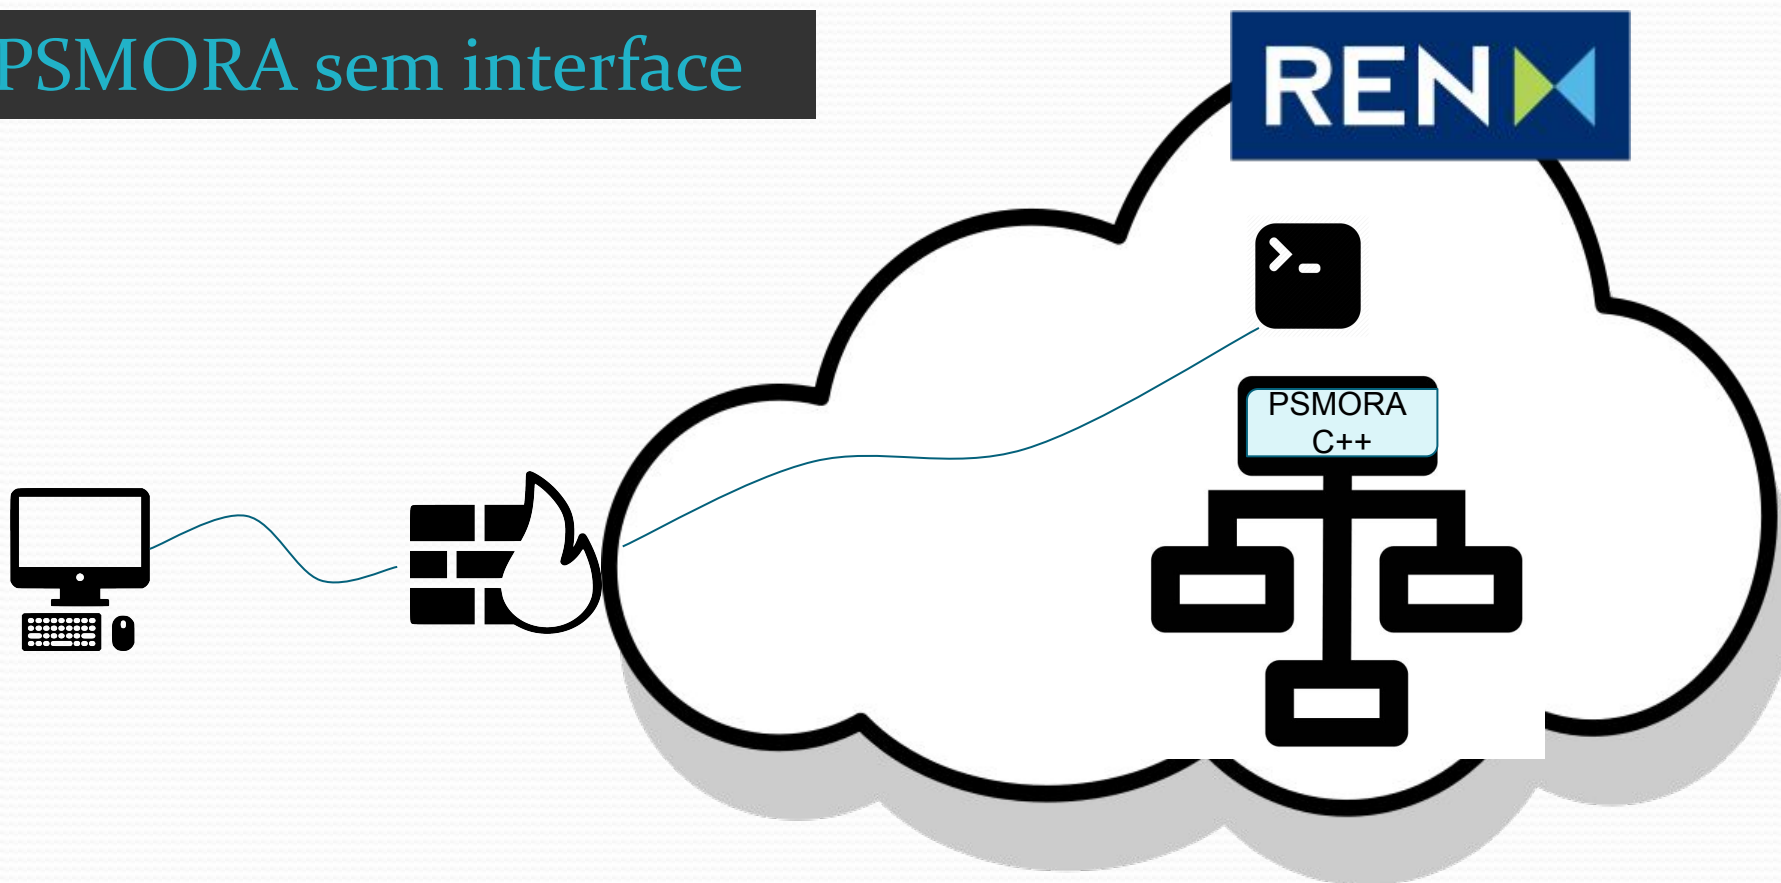 PSMORA sem interface
REN
>_
PSMORA
C++